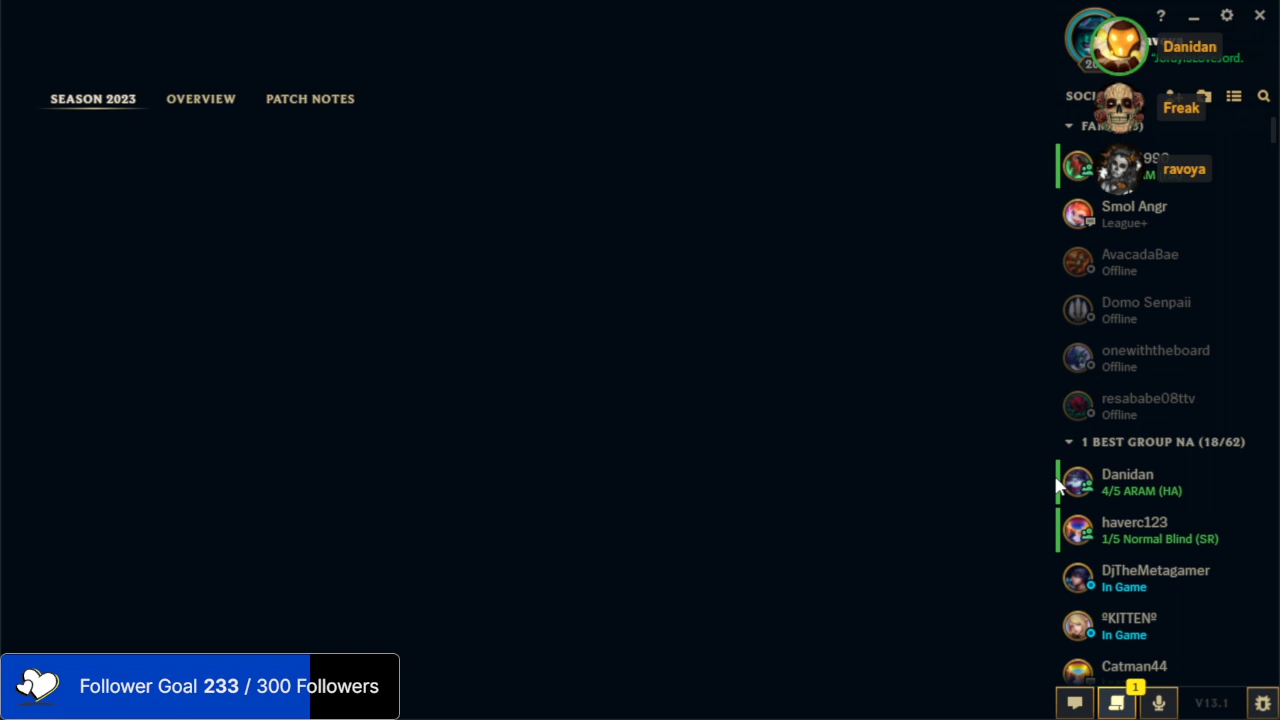 ?
Danidan
SEASON 2023
OVERVIEW
PATCH NOTES
Freak
ravoya
Smol Angr
League+
AvacadaBae
Offline
Domo Senpaii
Offline
onewiththeboard
Offline
resababe08ttv
Offline
1 BEST GROUP NA (18/62)
Danidan
4/5 ARAM (HA)
haverc123
1/5 Normal Blind (SR)
DjTheMetagamer
In Game
ºKITTENº
In Game
Catman44
Follower Goal 233 / 300 Followers
1
V13.1